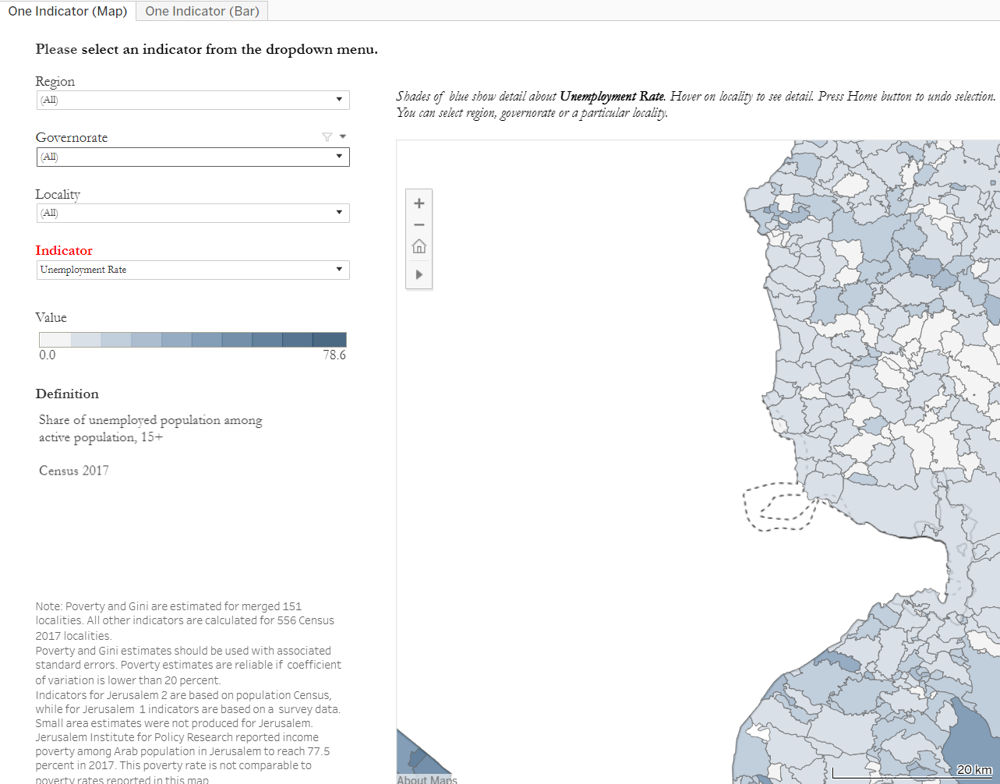 One Indicator (Map)
One Indicator (Bar)
Please select an indicator from the dropdown menu.
Region
(All)
Governorate
(All)
Locality
(All)
Indicator
Unemployment Rate
Value
0.0
78.6
Definition
Share of unemployed population among
active population, 15+
Census 2017
Note: Poverty and Gini are estimated for merged 151
localities. All other indicators are calculated for 556 Census
2017 localities.
Poverty and Gini estimates should be used with associated
standard errors. Poverty estimates are reliable if coefficient
of variation is lower than 20 percent.
Indicators for Jerusalem 2 are based on population Census,
while for Jerusalem 1 indicators are based on a survey data.
Small area estimates were not produced for Jerusalem.
Jerusalem Institute for Policy Research reported income
poverty among Arab population in Jerusalem to reach 77.5
percent in 2017. This poverty rate is not comparable to
poverty rates reported in this map
Shades of blue show detail about Unemployment Rate. Hover on locality to see detail. Press Home button to undo selection.
You can select region, governorate or a particular locality.
About Maps
20 km